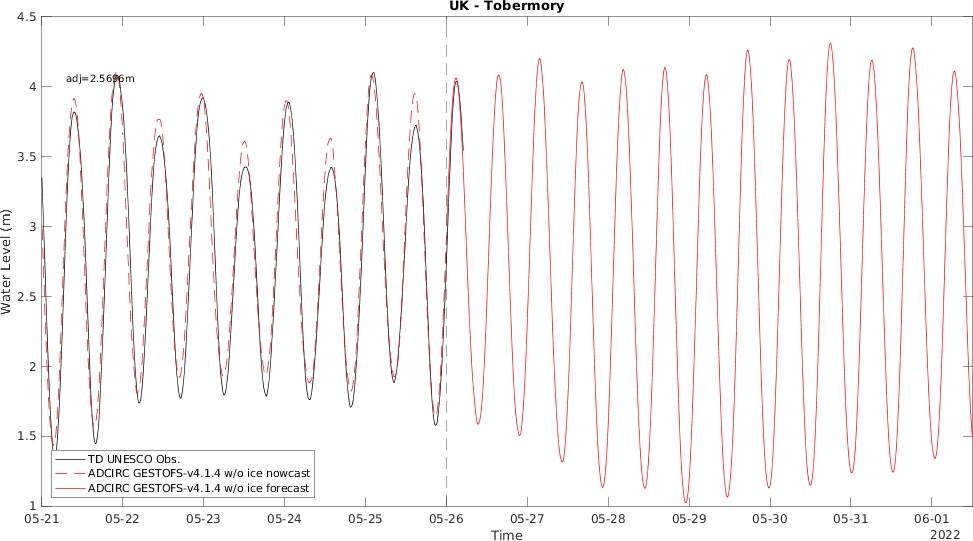 UK - Tobermory
adj=2.5696m
Water Level (m)
4.5
4
3.5
3
2.5
2
1.5
1
TD UNESCO Obs.
ADCIRC GESTOFS-v4.1.4 w/o ice nowcast
ADCIRC GESTOFS-v4.1.4 w/o ice forecast
05-21 05-22 05-23 05-24 05-25 05-26 05-27 05-28 05-29 05-30 05-31 06-01
Time
2022